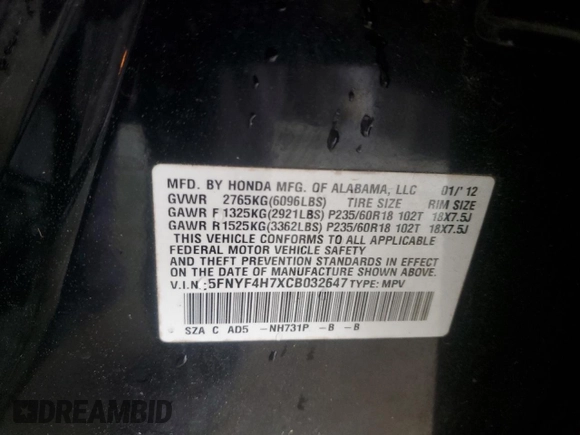 MFD. BY HONDA MFG. OF ALABAMA, LLC 01/'12
GVWR 2765KG(6096LBS) TIRE SIZE RIM SIZE
GAWR F 1325KG(2921LBS) P235/60R18 102T 18X7.5J
GAWR R 1525KG(3362LBS) P235/60R18 102T 18X7.5J
THIS VEHICLE CONFORMS TO ALL APPLICABLE
FEDERAL MOTOR VEHICLE SAFETY
AND THEFT PREVENTION STANDARDS IN EFFECT
ON THE DATE OF MANUFACTURE SHOWN ABOVE.
V.I.N.:5FNYF4H7XCB032647 TYPE: MPV
SZA C AD5 -NH731P -B -B
DREAMBID